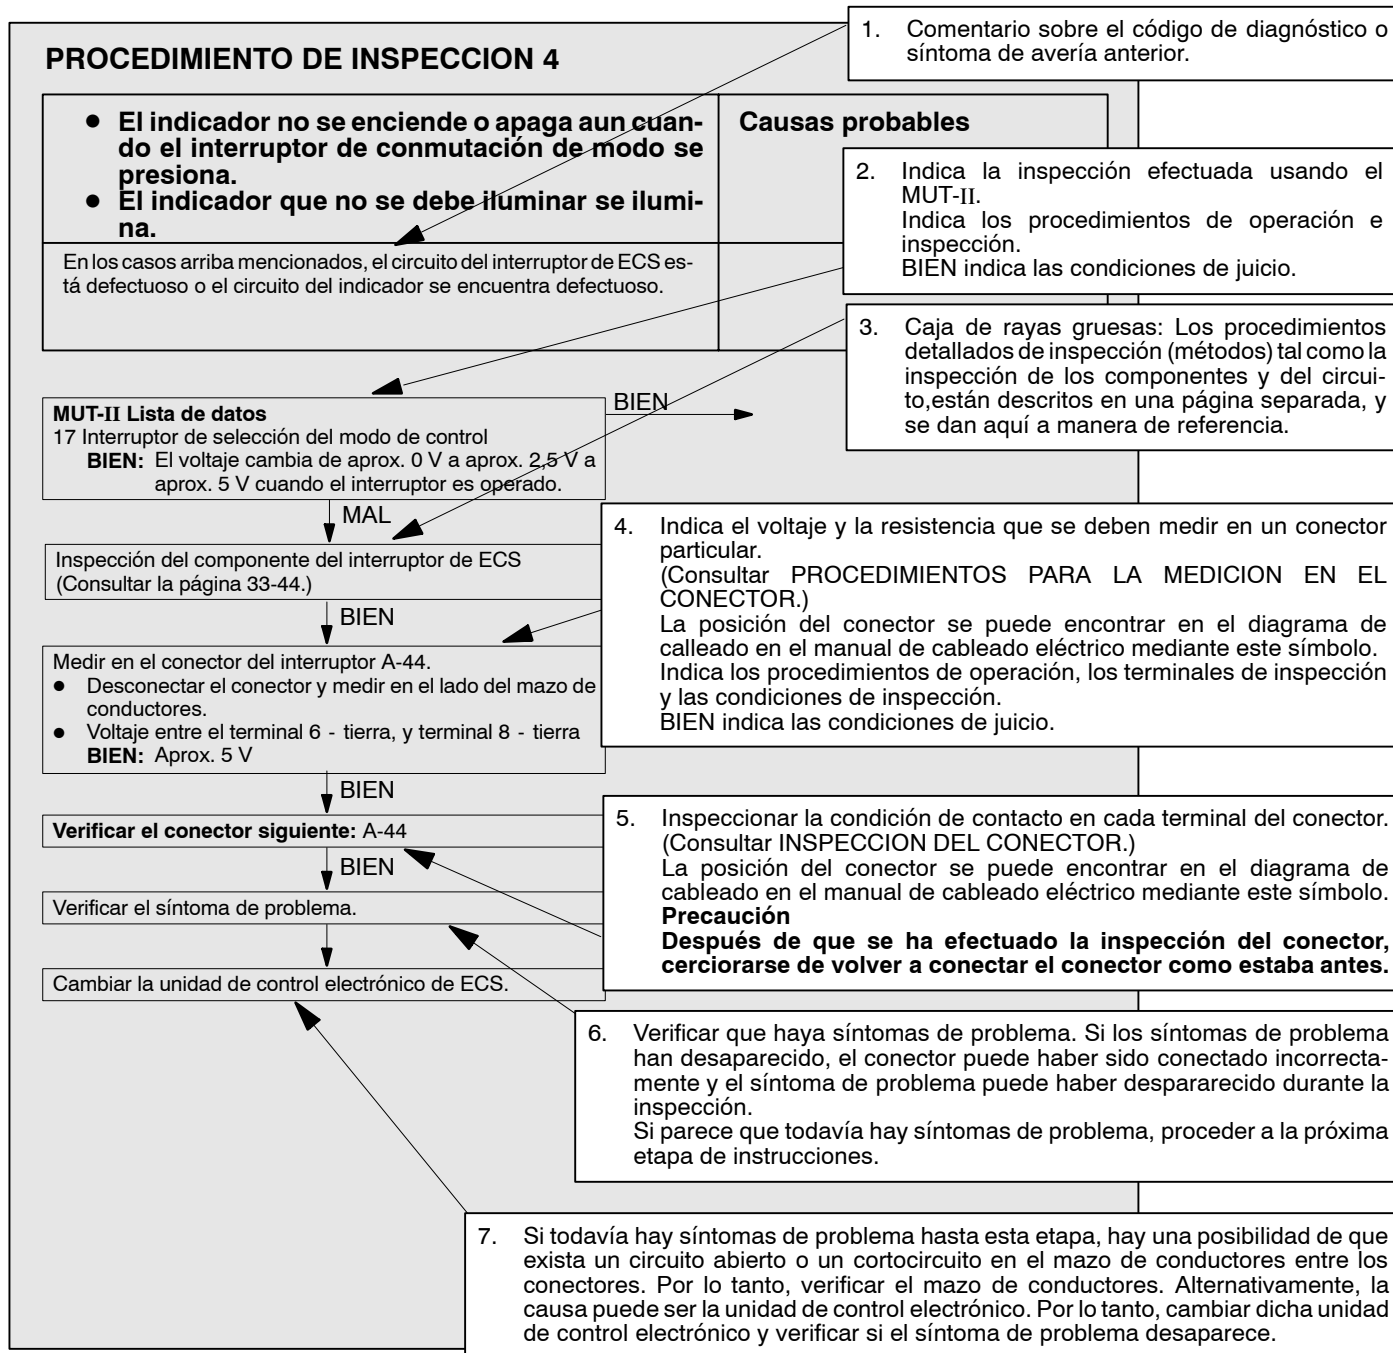 PROCEDIMIENTO DE INSPECCION 4
● El indicador no se enciende o apaga aun cuan-
do el interruptor de conmutación de modo se
presiona.
● El indicador que no se debe iluminar se ilumi-
na.
Causas probables
En los casos arriba mencionados, el circuito del interruptor de ECS es-
tá defectuoso o el circuito del indicador se encuentra defectuoso.
MUT-II Lista de datos
17 Interruptor de selección del modo de control
BIEN: El voltaje cambia de aprox. 0 V a aprox. 2,5 V a
aprox. 5 V cuando el interruptor es operado.
BIEN
MAL
Inspección del componente del interruptor de ECS
(Consultar la página 33-44.)
BIEN
Medir en el conector del interruptor A-44.
● Desconectar el conector y medir en el lado del mazo de
conductores.
● Voltaje entre el terminal 6 - tierra, y terminal 8 - tierra
BIEN: Aprox. 5 V
BIEN
Verificar el conector siguiente: A-44
BIEN
Verificar el síntoma de problema.
Cambiar la unidad de control electrónico de ECS.
1. Comentario sobre el código de diagnóstico o
síntoma de avería anterior.
2. Indica la inspección efectuada usando el
MUT-II.
Indica los procedimientos de operación e
inspección.
BIEN indica las condiciones de juicio.
3. Caja de rayas gruesas: Los procedimientos
detallados de inspección (métodos) tal como la
inspección de los componentes y del circui-
to,están descritos en una página separada, y
se dan aquí a manera de referencia.
4. Indica el voltaje y la resistencia que se deben medir en un conector
particular.
(Consultar PROCEDIMIENTOS PARA LA MEDICION EN EL
CONECTOR.)
La posición del conector se puede encontrar en el diagrama de
calleado en el manual de cableado eléctrico mediante este símbolo.
Indica los procedimientos de operación, los terminales de inspección
y las condiciones de inspección.
BIEN indica las condiciones de juicio.
5. Inspeccionar la condición de contacto en cada terminal del conector.
(Consultar INSPECCION DEL CONECTOR.)
La posición del conector se puede encontrar en el diagrama de
cableado en el manual de cableado eléctrico mediante este símbolo.
Precaución
Después de que se ha efectuado la inspección del conector,
cerciorarse de volver a conectar el conector como estaba antes.
6. Verificar que haya síntomas de problema. Si los síntomas de problema
han desaparecido, el conector puede haber sido conectado incorrecta-
mente y el síntoma de problema puede haber despararecido durante la
inspección.
Si parece que todavía hay síntomas de problema, proceder a la próxima
etapa de instrucciones.
7. Si todavía hay síntomas de problema hasta esta etapa, hay una posibilidad de que
exista un circuito abierto o un cortocircuito en el mazo de conductores entre los
conectores. Por lo tanto, verificar el mazo de conductores. Alternativamente, la
causa puede ser la unidad de control electrónico. Por lo tanto, cambiar dicha unidad
de control electrónico y verificar si el síntoma de problema desaparece.